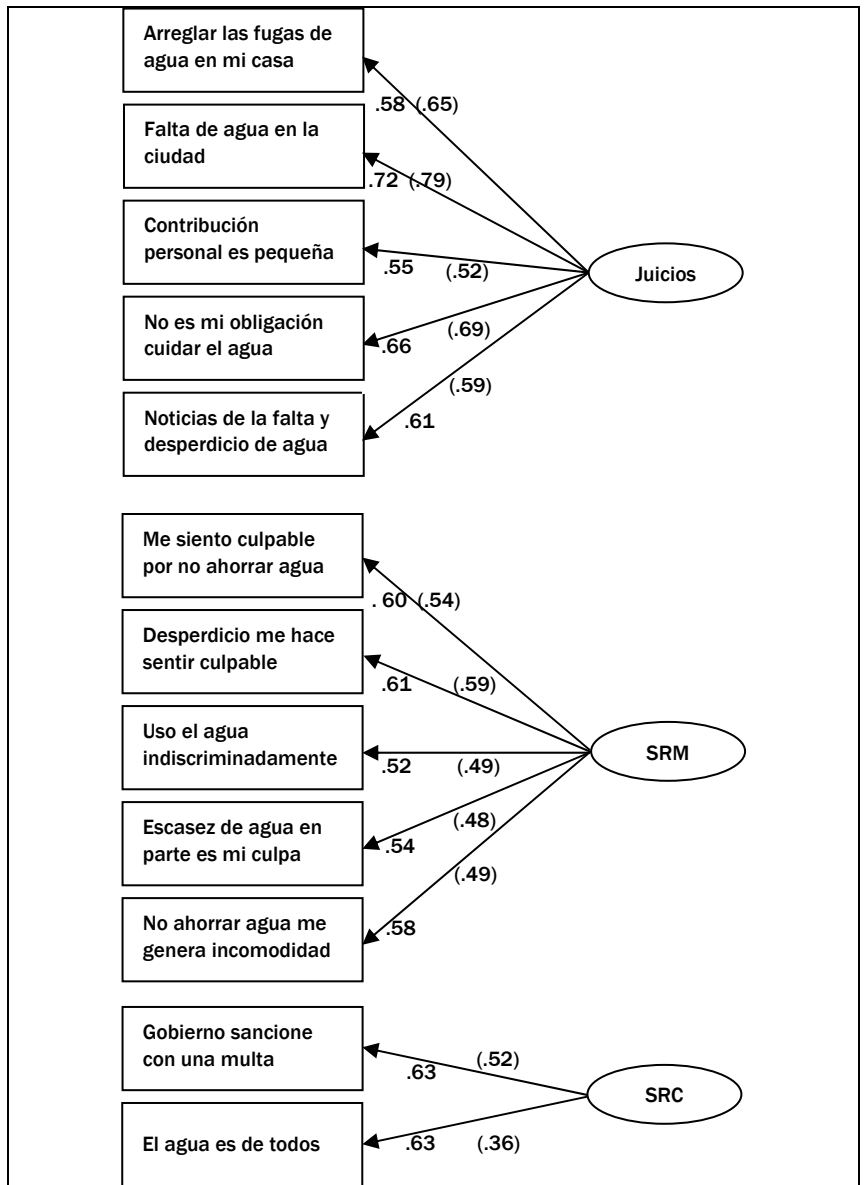 Arreglar las fugas de
agua en mi casa
.58 (.65)
Falta de agua en la
ciudad
.72 (.79)
Contribución
personal es pequeña
.55 (.52)
Juicios
No es mi obligación
cuidar el agua
.66 (.69)
(.59)
Noticias de la falta y
desperdicio de agua
.61
Me siento culpable
por no ahorrar agua
. 60 (.54)
Desperdicio me hace
sentir culpable
.61 (.59)
Uso el agua
indiscriminadamente
.52 (.49)
SRM
Escasez de agua en
parte es mi culpa
.54 (.48)
(.49)
No ahorrar agua me
genera incomodidad
.58
Gobierno sancione
con una multa
.63 (.52)
SRC
El agua es de todos
.63 (.36)